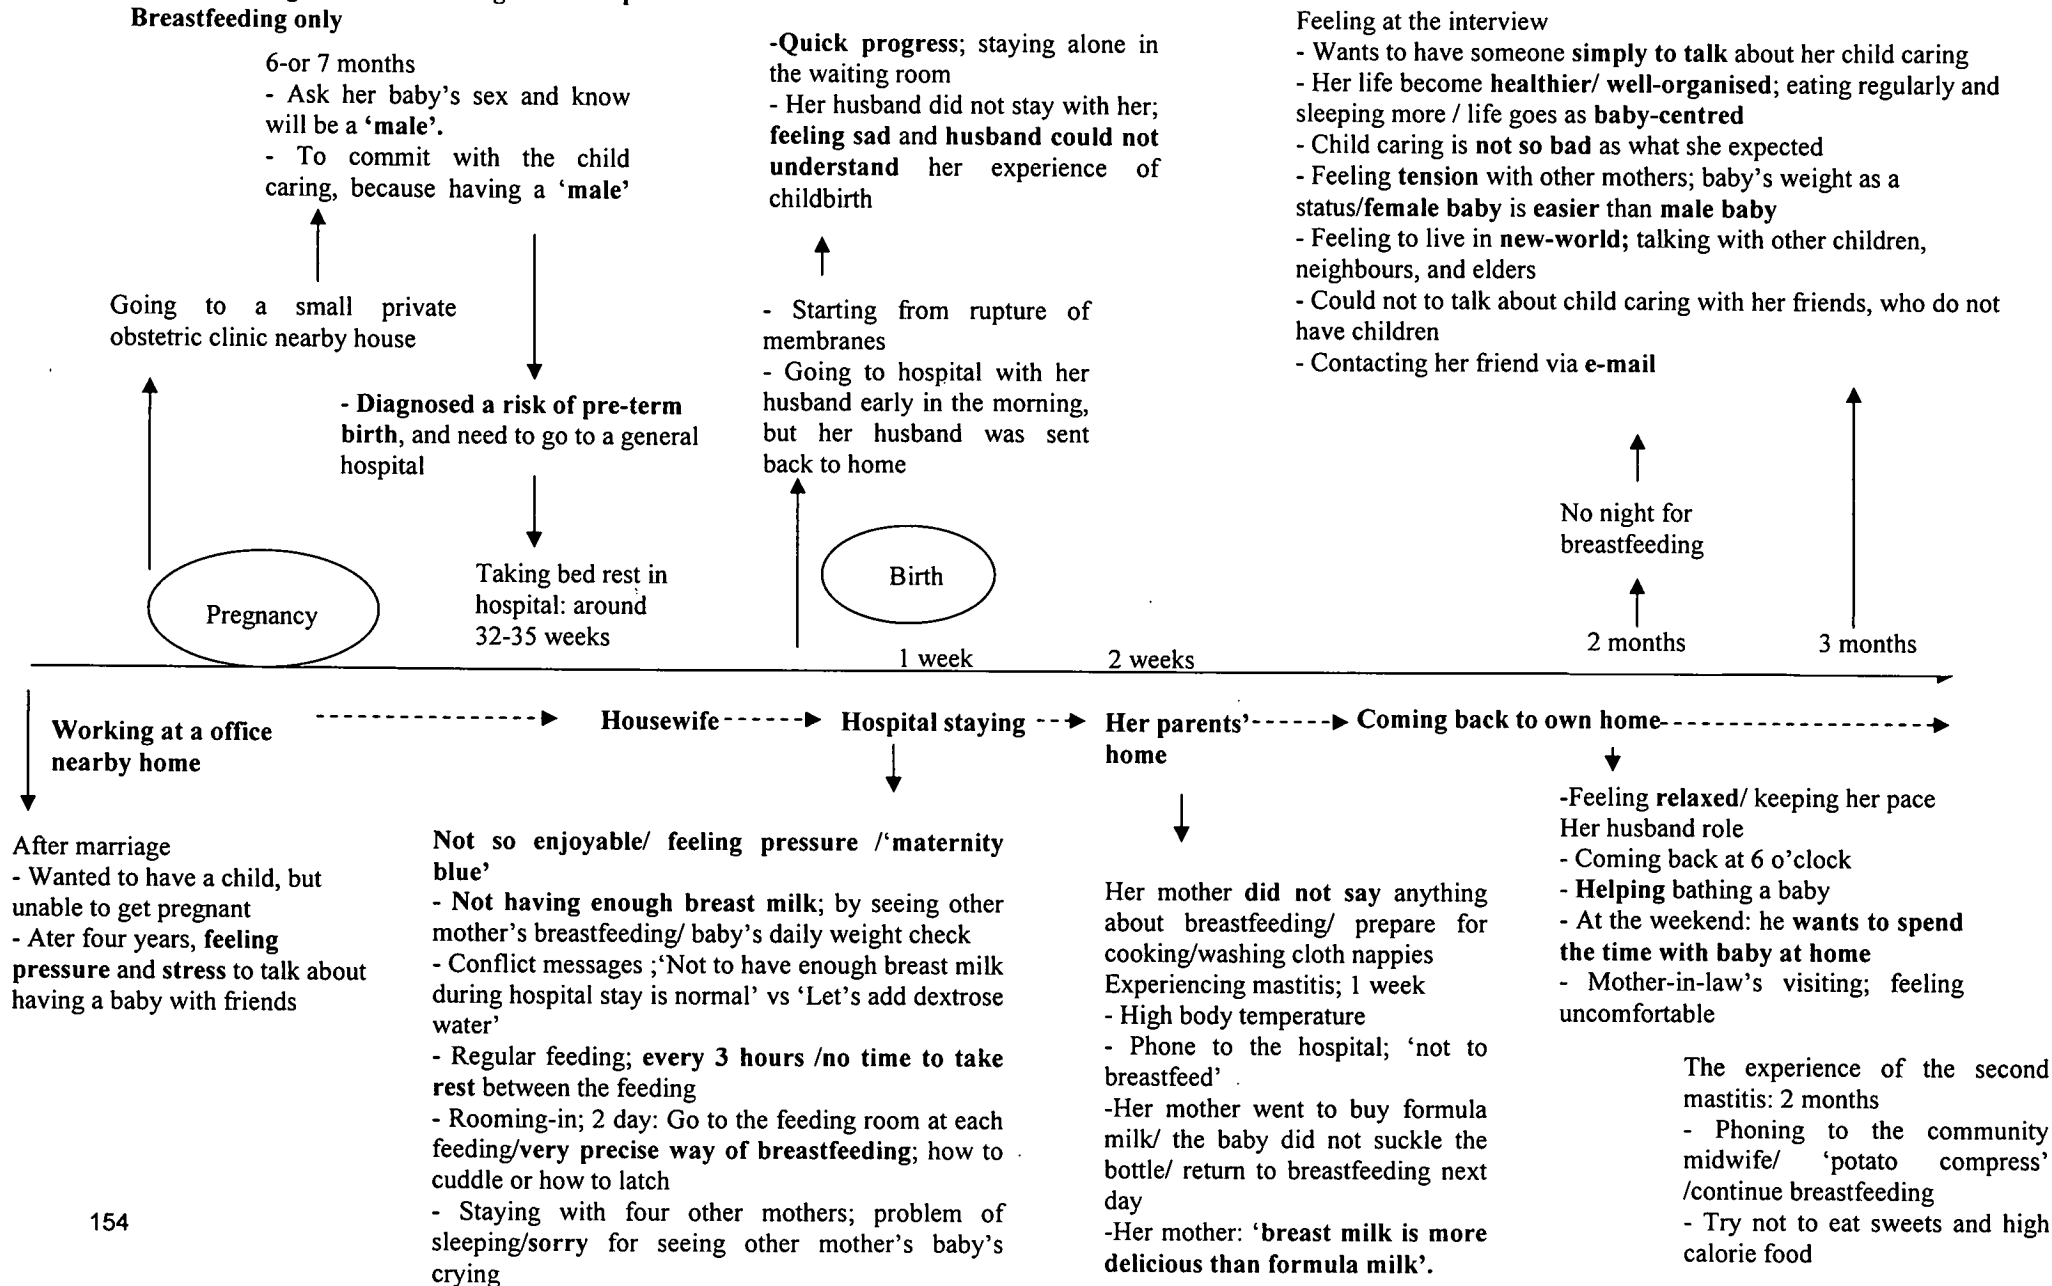 Breastfeeding only
6-or 7 months
- Ask her baby's sex and know
will be a 'male'.
- To commit with the child
caring, because having a 'male'
Going to a small private
obstetric clinic nearby house
- Diagnosed a risk of pre-term
birth, and need to go to a general
hospital
Taking bed rest in
hospital: around
32-35 weeks
Pregnancy
-Quick progress; staying alone in
the waiting room
- Her husband did not stay with her;
feeling sad and husband could not
understand her experience of
childbirth
- Starting from rupture of
membranes
- Going to hospital with her
husband early in the morning,
but her husband was sent
back to home
Birth
Feeling at the interview
- Wants to have someone simply to talk about her child caring
- Her life become healthier/ well-organised; eating regularly and
sleeping more / life goes as baby-centred
- Child caring is not so bad as what she expected
- Feeling tension with other mothers; baby's weight as a
status/female baby is easier than male baby
- Feeling to live in new-world; talking with other children,
neighbours, and elders
- Could not to talk about child caring with her friends, who do not
have children
- Contacting her friend via e-mail
No night for
breastfeeding
1 week
2 weeks
2 months
3 months
Working at a office
nearby home
Housewife
Hospital staying
Her parents'
home
Coming back to own home
After marriage
- Wanted to have a child, but
unable to get pregnant
- Ater four years, feeling
pressure and stress to talk about
having a baby with friends
Not so enjoyable/ feeling pressure /'maternity
blue'
- Not having enough breast milk; by seeing other
mother's breastfeeding/ baby's daily weight check
- Conflict messages ;'Not to have enough breast milk
during hospital stay is normal' vs 'Let's add dextrose
water'
- Regular feeding; every 3 hours /no time to take
rest between the feeding
- Rooming-in; 2 day: Go to the feeding room at each
feeding/very precise way of breastfeeding; how to
cuddle or how to latch
- Staying with four other mothers; problem of
sleeping/sorry for seeing other mother's baby's
crying
Her mother did not say anything
about breastfeeding/ prepare for
cooking/washing cloth nappies
Experiencing mastitis; 1 week
- High body temperature
- Phone to the hospital; 'not to
breastfeed'
-Her mother went to buy formula
milk/ the baby did not suckle the
bottle/ return to breastfeeding next
day
-Her mother: 'breast milk is more
delicious than formula milk'.
-Feeling relaxed/ keeping her pace
Her husband role
- Coming back at 6 o'clock
- Helping bathing a baby
- At the weekend: he wants to spend
the time with baby at home
- Mother-in-law's visiting; feeling
uncomfortable
The experience of the second
mastitis: 2 months
- Phoning to the community
midwife/ 'potato compress'
/continue breastfeeding
- Try not to eat sweets and high
calorie food
154